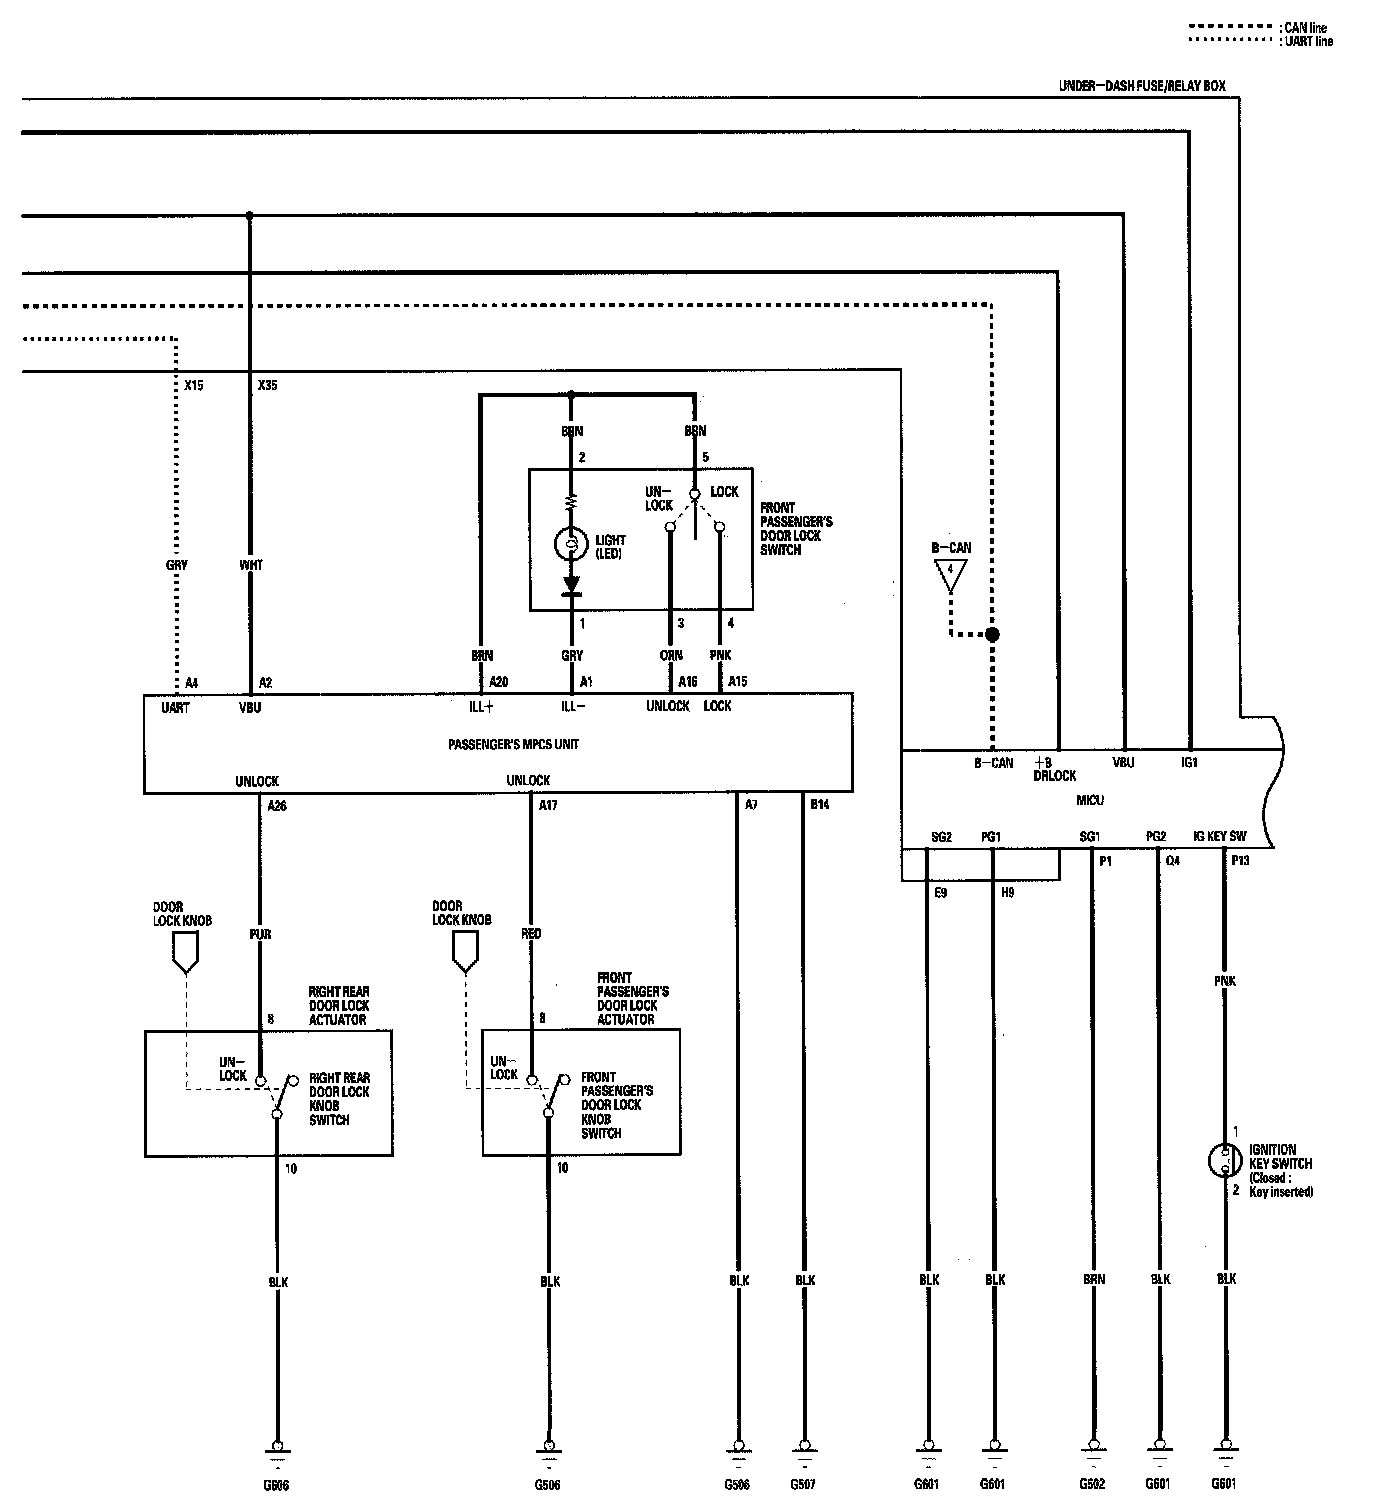 : CAN line
: UART line
UNDER-DASH FUSE/RELAY BOX
X15
X35
BRN
BRN
2
5
UN-
LOCK
LOCK
FRONT
PASSENGER'S
DOOR LOCK
SWITCH
LIGHT
(LED)
B-CAN
4
GRY
WHT
1
3
4
BRN
GRY
ORN
PNK
A4
A2
A20
A1
A16
A15
UART
VBU
ILL+
ILL-
UNLOCK
LOCK
PASSENGER'S MPCS UNIT
UNLOCK
UNLOCK
A26
A17
A7
B14
B-CAN
+B
DRLOCK
VBU
IG1
MICU
SG2
PG1
SG1
PG2
IG KEY SW
E9
H9
P1
Q4
P13
DOOR
LOCK KNOB
PUR
DOOR
LOCK KNOB
RED
PNK
RIGHT REAR
DOOR LOCK
ACTUATOR
8
FRONT
PASSENGER'S
DOOR LOCK
ACTUATOR
8
UN-
LOCK
RIGHT REAR
DOOR LOCK
KNOB
SWITCH
10
UN-
LOCK
FRONT
PASSENGER'S
DOOR LOCK
KNOB
SWITCH
10
1
IGNITION
KEY SWITCH
(Closed :
Key inserted)
2
BLK
BLK
BLK
BLK
BLK
BLK
BRN
BLK
BLK
G606
G506
G506
G507
G601
G601
G502
G601
G601